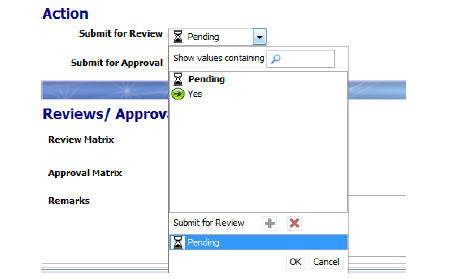 Action
Submit for Review
Pending
Submit for Approval
Show values containing
Pending
Yes
Reviews/ Approva
Review Matrix
Approval Matrix
Remarks
Submit for Review
Pending
OK
Cancel